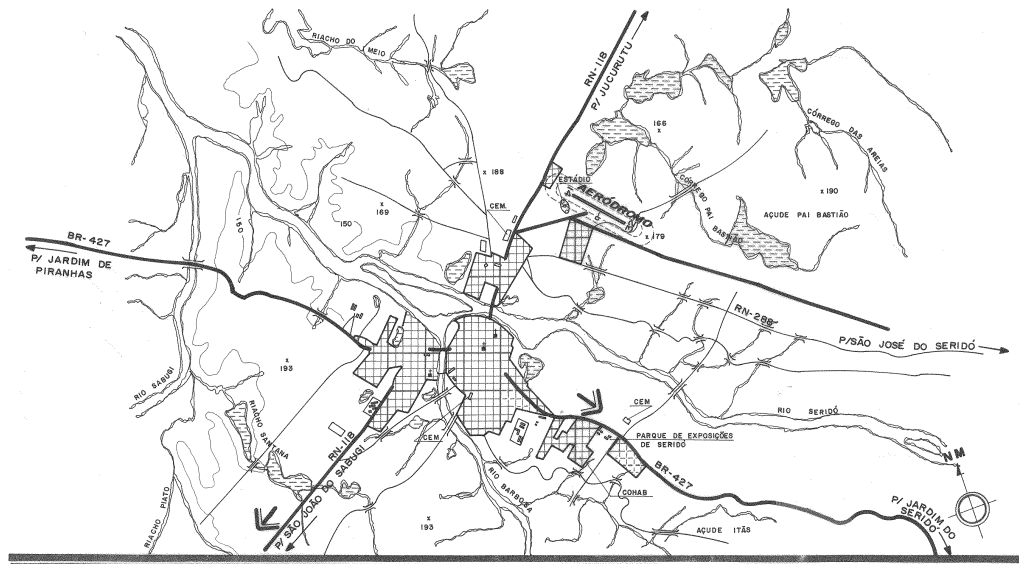 RIACHO DO
MEIO
RN-118
P/ JUCURUTU
166
CÓRREGO DAS AREIAS
188
ESTÁDIO
AERÓDROMO
190
169
CEM.
150
150
CÓRREGO PAI BASTIÃO
AÇUDE PAI BASTIÃO
179
BR-427
P/ JARDIM DE
PIRANHAS
RN-288
P/SÃO JOSÉ DO SERIDÓ
193
RIO SABUGI
RIACHO SANTANA
CEM
RIO SERIDÓ
CEM
PARQUE DE EXPOSIÇÕES
DE SERIDÓ
RN-118
P/ SÃO JOÃO DO SABUGI
BR-427
NM
RIO BARBOSA
COHAB
RIACHO PIATO
193
AÇUDE ITÃS
P/ JARDIM DO
SERIDÓ